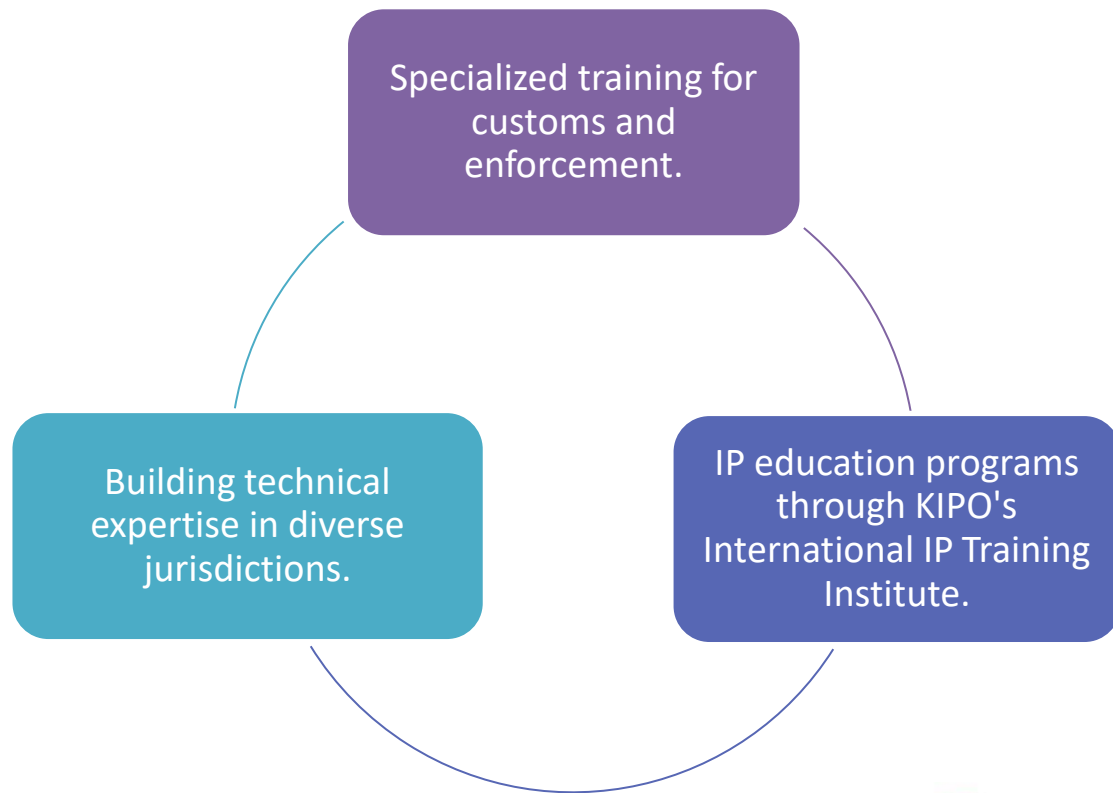 Specialized training for
customs and
enforcement.
IP education programs
through KIPO's
International IP Training
Institute.
Building technical
expertise in diverse
jurisdictions.